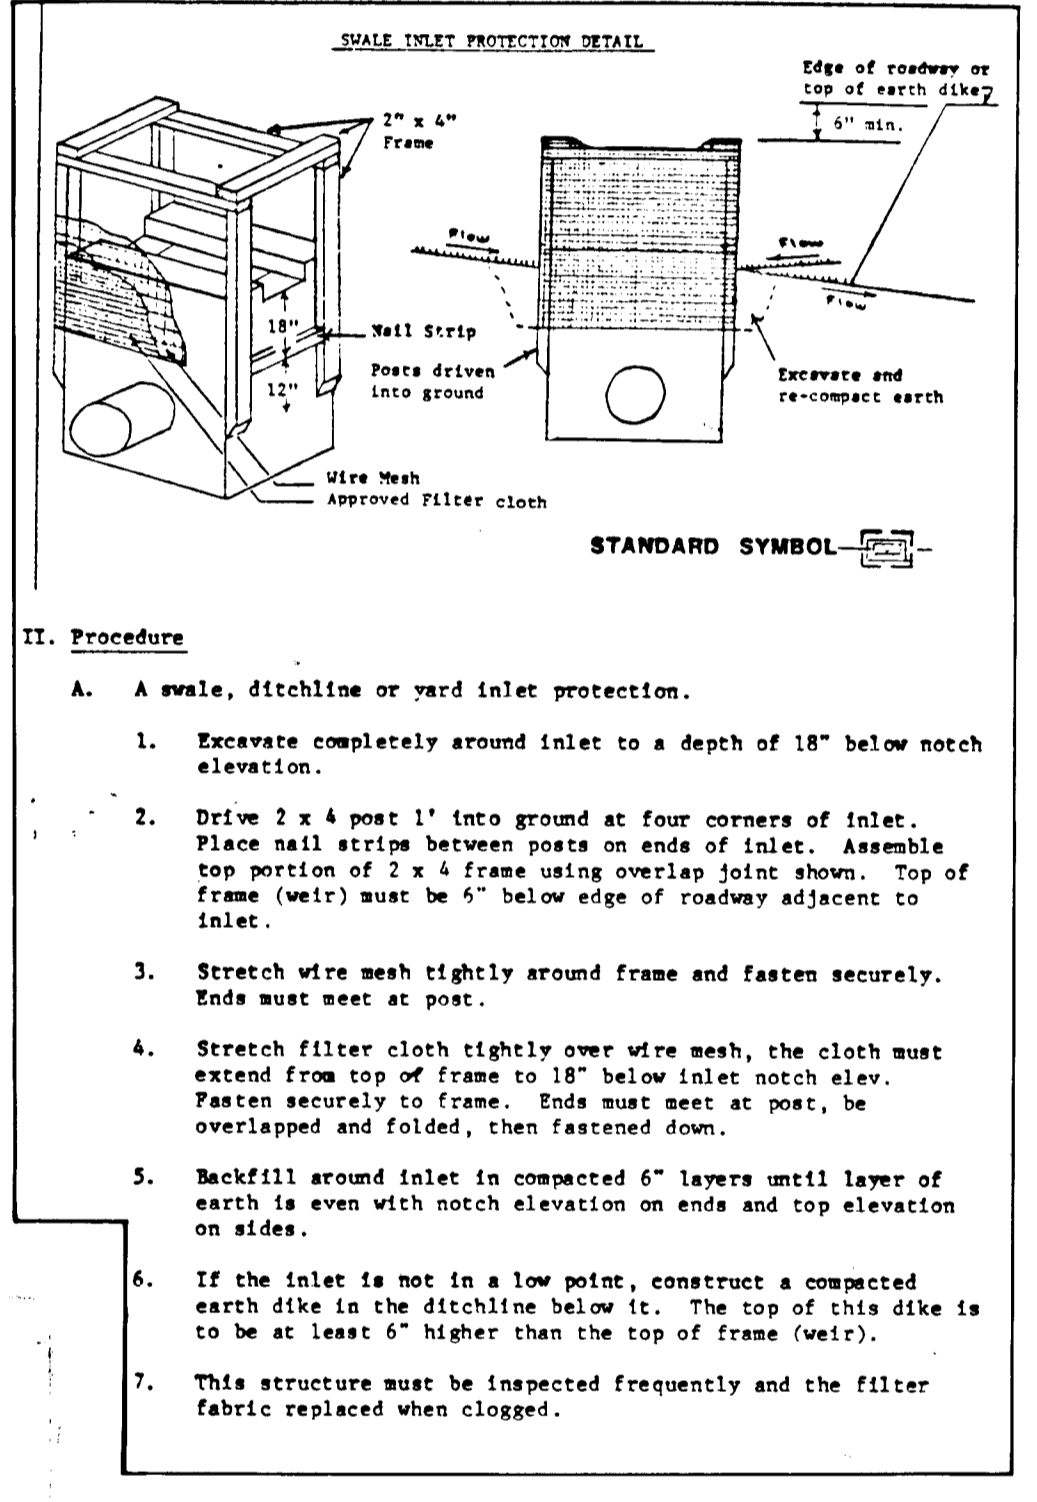 SWALE INLET PROTECTION DETAIL
Edge of roadway or
top of earth dike
6" min.
2" x 4"
Frame
Flow
Flow
Flow
18"
Nail Strip
12"
Posts driven
into ground
Excavate and
re-compact earth
Wire Mesh
Approved Filter cloth
STANDARD SYMBOL
II. Procedure
A. A swale, ditchline or yard inlet protection.
1. Excavate completely around inlet to a depth of 18" below notch
elevation.
2. Drive 2 x 4 post 1' into ground at four corners of inlet.
Place nail strips between posts on ends of inlet. Assemble
top portion of 2 x 4 frame using overlap joint shown. Top of
frame (weir) must be 6" below edge of roadway adjacent to
inlet.
3. Stretch wire mesh tightly around frame and fasten securely.
Ends must meet at post.
4. Stretch filter cloth tightly over wire mesh, the cloth must
extend from top of frame to 18" below inlet notch elev.
Fasten securely to frame. Ends must meet at post, be
overlapped and folded, then fastened down.
5. Backfill around inlet in compacted 6" layers until layer of
earth is even with notch elevation on ends and top elevation
on sides.
6. If the inlet is not in a low point, construct a compacted
earth dike in the ditchline below it. The top of this dike is
to be at least 6" higher than the top of frame (weir).
7. This structure must be inspected frequently and the filter
fabric replaced when clogged.